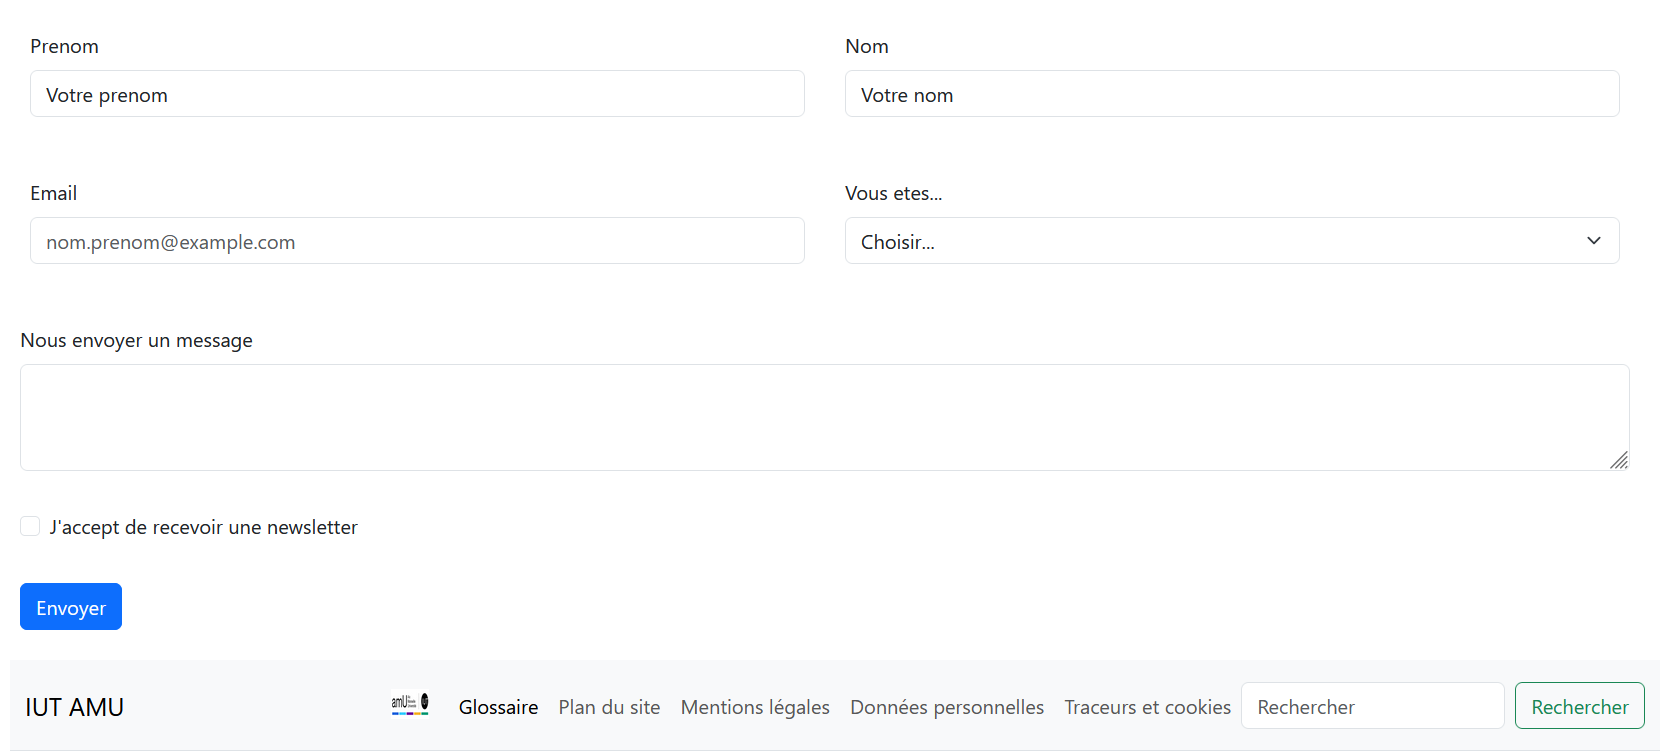 Prenom Nom
Votre prenom Votre nom
Email Vous etes...
nom.prenom@example.com Choisir...
Nous envoyer un message
J'accept de recevoir une newsletter
Envoyer
IUT AMU amU Glossaire Plan du site Mentions légales Données personnelles Traceurs et cookies Rechercher Rechercher